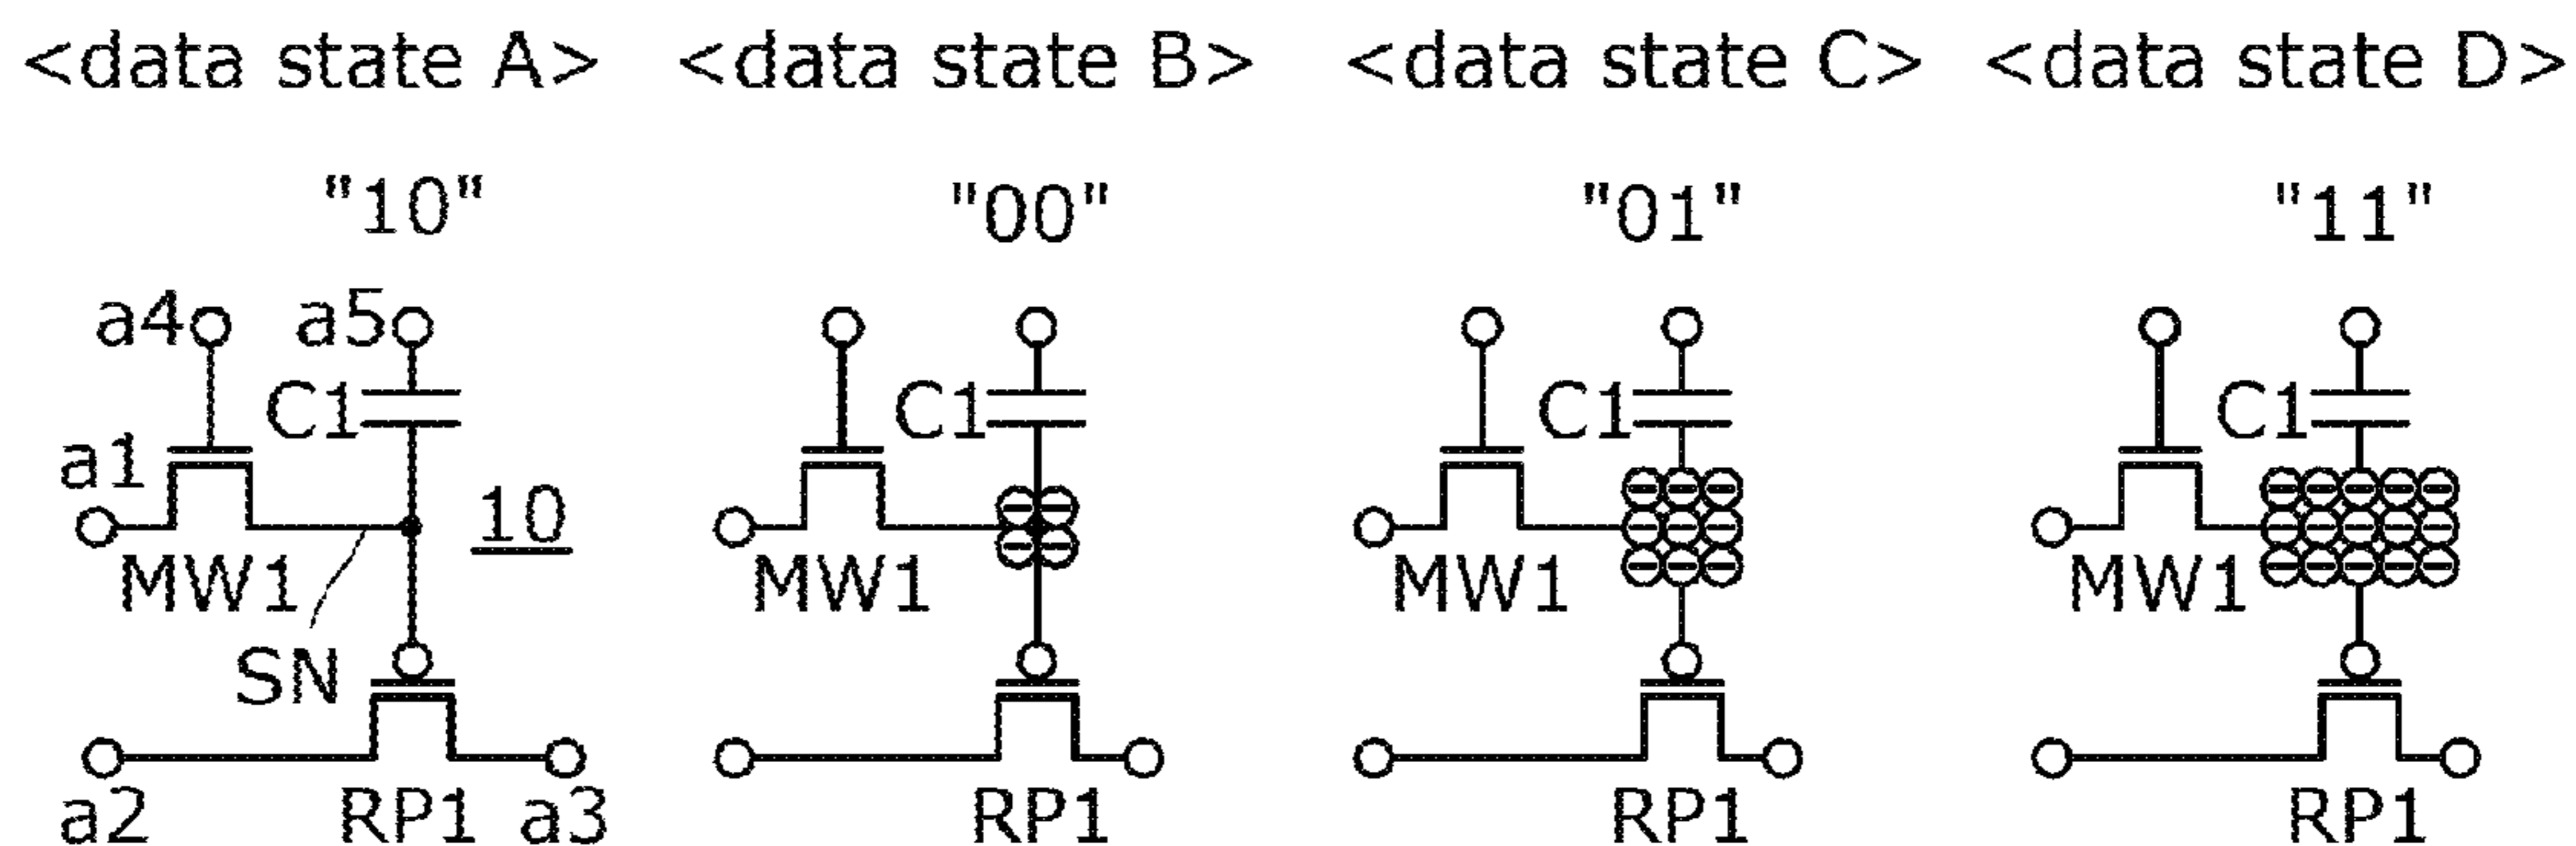 <data state A> <data state B> <data state C> <data state D>
"10" "00" "01" "11"
a4 a5
C1 C1 C1 C1
a1
10
MW1 MW1 MW1 MW1
SN
a2 RP1 a3 RP1 RP1 RP1